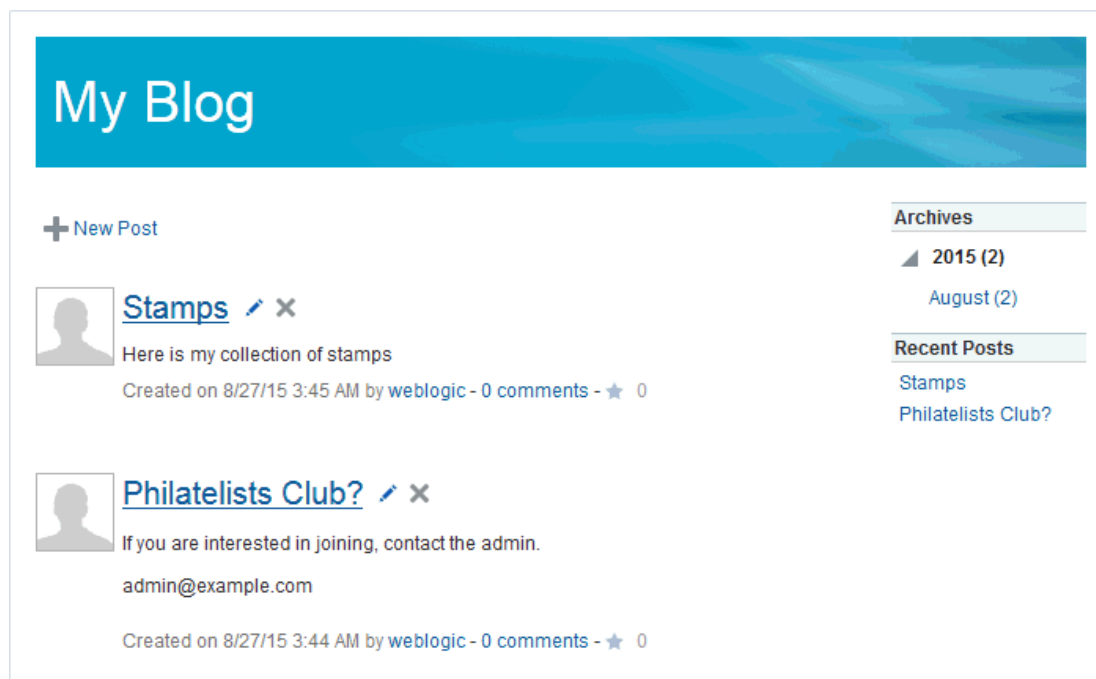 My Blog
New Post
Stamps
Here is my collection of stamps
Created on 8/27/15 3:45 AM by weblogic - 0 comments - 0
Philatelists Club?
If you are interested in joining, contact the admin.
admin@example.com
Created on 8/27/15 3:44 AM by weblogic - 0 comments - 0
Archives
2015 (2)
August (2)
Recent Posts
Stamps
Philatelists Club?